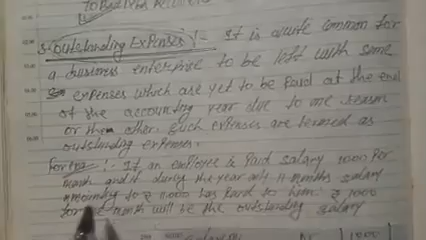 5. Outstanding Expenses :- It is quite common for
a business enterprise to be left with some
expenses which are yet to be paid at the end
of the accounting year due to one reason
or the other. Such expenses are termed as
outstanding expenses.
For ex :- If an employee is Paid salary 1000 Per
month and if during the year only 11 months salary
amounting to ₹ 11000 has Paid to him. ₹ 1000
for month will be the outstanding salary
1000